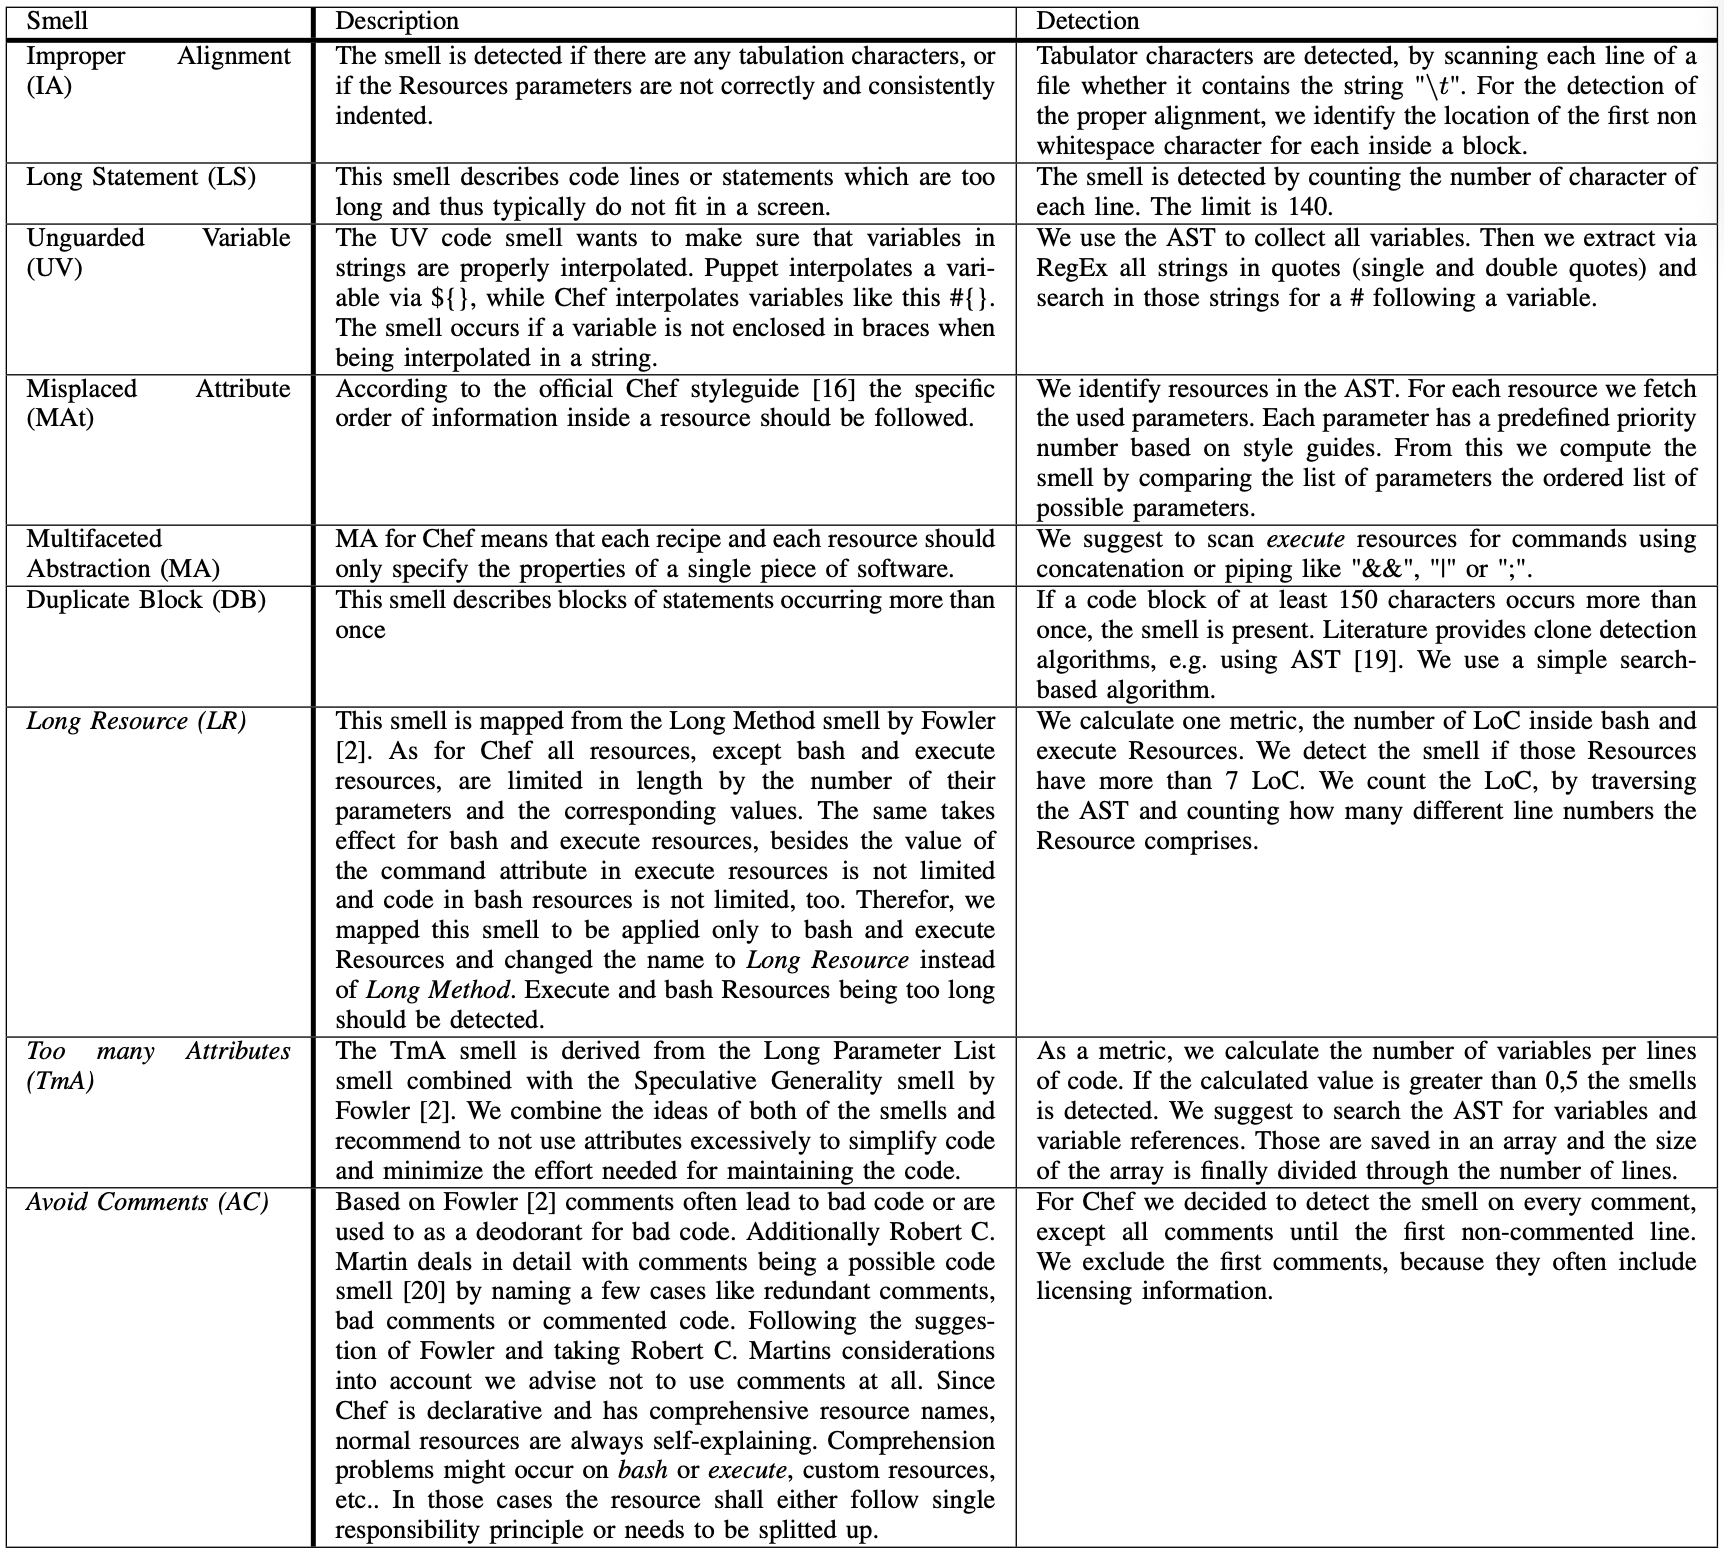 Smell
Description
Detection
Improper Alignment
(IA)
The smell is detected if there are any tabulation characters, or
if the Resources parameters are not correctly and consistently
indented.
Tabulator characters are detected, by scanning each line of a
file whether it contains the string "\t". For the detection of
the proper alignment, we identify the location of the first non
whitespace character for each inside a block.
Long Statement (LS)
This smell describes code lines or statements which are too
long and thus typically do not fit in a screen.
The smell is detected by counting the number of character of
each line. The limit is 140.
Unguarded Variable
(UV)
The UV code smell wants to make sure that variables in
strings are properly interpolated. Puppet interpolates a vari-
able via ${}, while Chef interpolates variables like this #{}.
The smell occurs if a variable is not enclosed in braces when
being interpolated in a string.
We use the AST to collect all variables. Then we extract via
RegEx all strings in quotes (single and double quotes) and
search in those strings for a # following a variable.
Misplaced Attribute
(MAt)
According to the official Chef styleguide [16] the specific
order of information inside a resource should be followed.
We identify resources in the AST. For each resource we fetch
the used parameters. Each parameter has a predefined priority
number based on style guides. From this we compute the
smell by comparing the list of parameters the ordered list of
possible parameters.
Multifaceted
Abstraction (MA)
MA for Chef means that each recipe and each resource should
only specify the properties of a single piece of software.
We suggest to scan execute resources for commands using
concatenation or piping like "&&", "|" or ";".
Duplicate Block (DB)
This smell describes blocks of statements occurring more than
once
If a code block of at least 150 characters occurs more than
once, the smell is present. Literature provides clone detection
algorithms, e.g. using AST [19]. We use a simple search-
based algorithm.
Long Resource (LR)
This smell is mapped from the Long Method smell by Fowler
[2]. As for Chef all resources, except bash and execute
resources, are limited in length by the number of their
parameters and the corresponding values. The same takes
effect for bash and execute resources, besides the value of
the command attribute in execute resources is not limited
and code in bash resources is not limited, too. Therefor, we
mapped this smell to be applied only to bash and execute
Resources and changed the name to Long Resource instead
of Long Method. Execute and bash Resources being too long
should be detected.
We calculate one metric, the number of LoC inside bash and
execute Resources. We detect the smell if those Resources
have more than 7 LoC. We count the LoC, by traversing
the AST and counting how many different line numbers the
Resource comprises.
Too many Attributes
(TmA)
The TmA smell is derived from the Long Parameter List
smell combined with the Speculative Generality smell by
Fowler [2]. We combine the ideas of both of the smells and
recommend to not use attributes excessively to simplify code
and minimize the effort needed for maintaining the code.
As a metric, we calculate the number of variables per lines
of code. If the calculated value is greater than 0,5 the smells
is detected. We suggest to search the AST for variables and
variable references. Those are saved in an array and the size
of the array is finally divided through the number of lines.
Avoid Comments (AC)
Based on Fowler [2] comments often lead to bad code or are
used to as a deodorant for bad code. Additionally Robert C.
Martin deals in detail with comments being a possible code
smell [20] by naming a few cases like redundant comments,
bad comments or commented code. Following the sugges-
tion of Fowler and taking Robert C. Martins considerations
into account we advise not to use comments at all. Since
Chef is declarative and has comprehensive resource names,
normal resources are always self-explaining. Comprehension
problems might occur on bash or execute, custom resources,
etc.. In those cases the resource shall either follow single
responsibility principle or needs to be splitted up.
For Chef we decided to detect the smell on every comment,
except all comments until the first non-commented line.
We exclude the first comments, because they often include
licensing information.